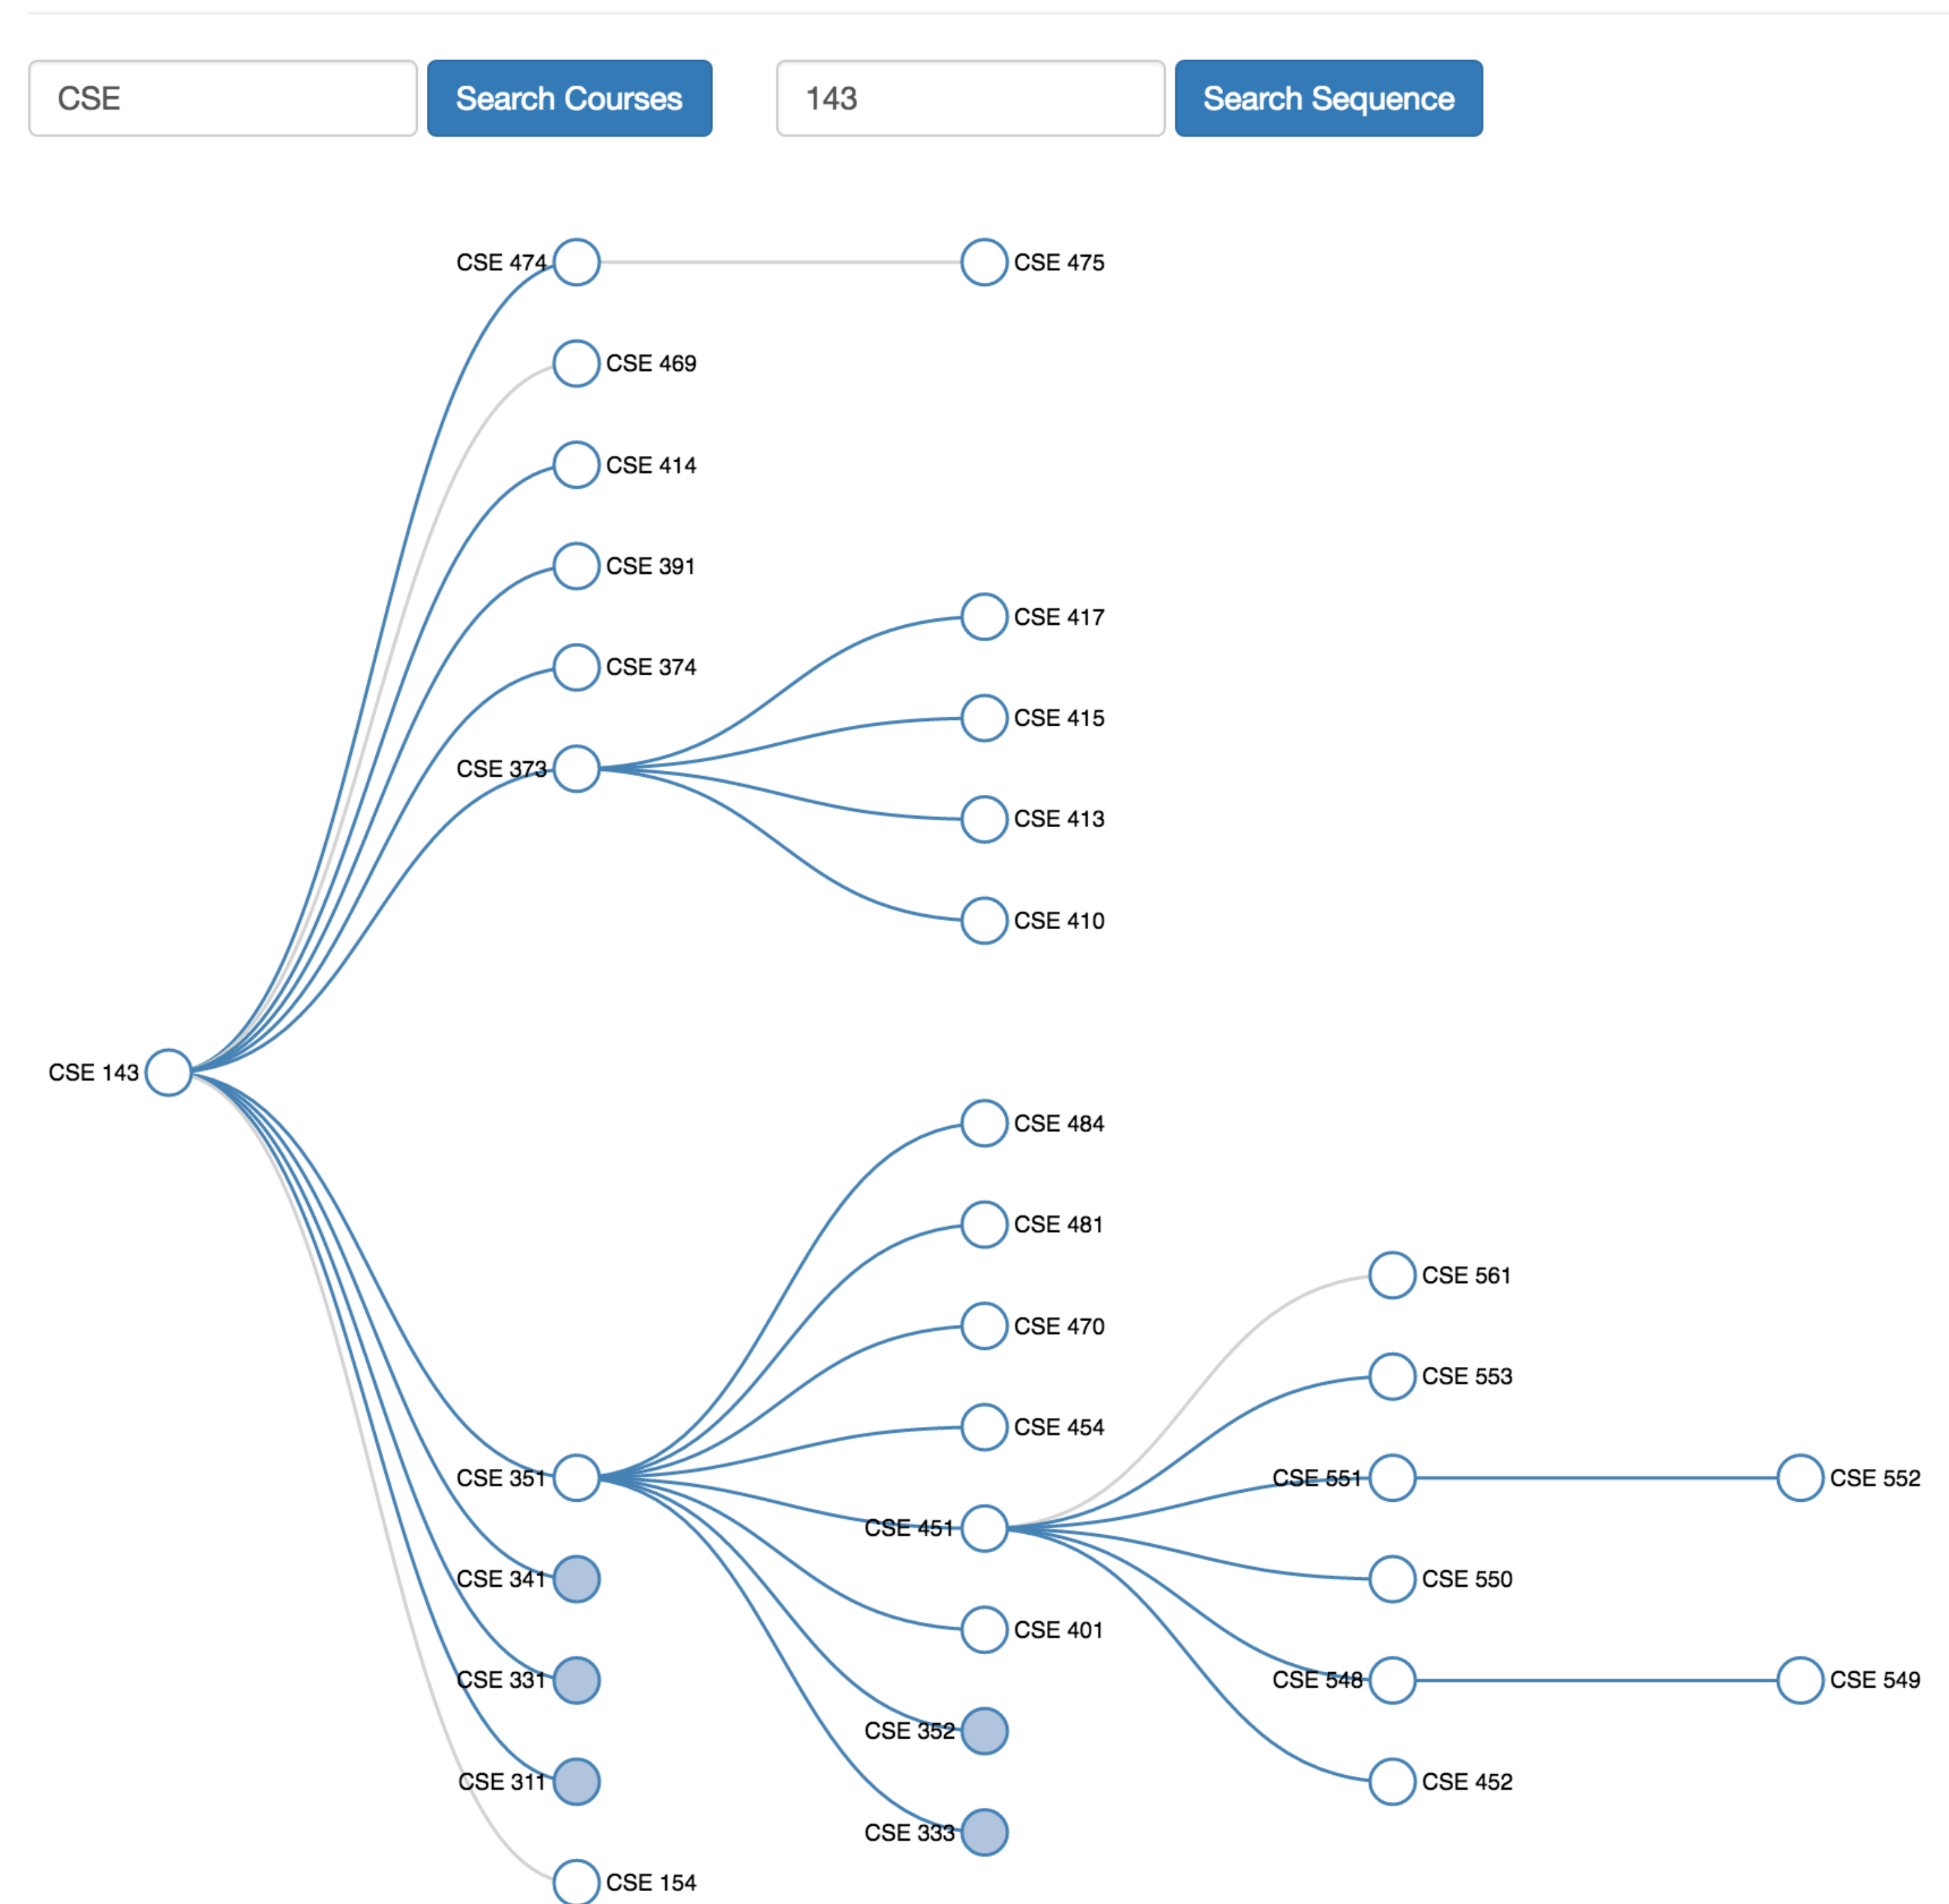 CSE Search Courses 143 Search Sequence
CSE 474 CSE 475
CSE 469
CSE 414
CSE 391
CSE 417
CSE 374
CSE 415
CSE 373
CSE 413
CSE 410
CSE 143
CSE 484
CSE 481
CSE 561
CSE 470
CSE 553
CSE 454
CSE 351 CSE 551 CSE 552
CSE 451
CSE 341 CSE 550
CSE 401
CSE 331 CSE 548 CSE 549
CSE 352
CSE 311 CSE 452
CSE 333
CSE 154